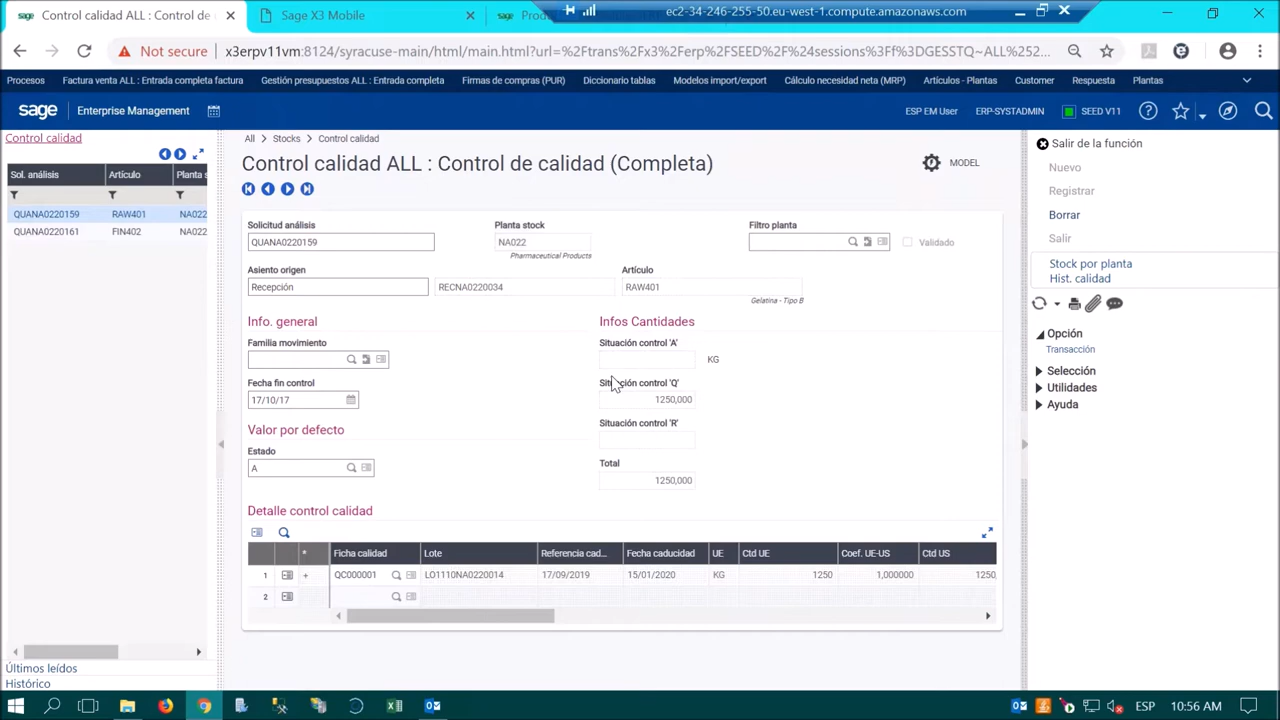 Control calidad ALL : Control de
Sage X3 Mobile
Produ
ec2-34-246-255-50.eu-west-1.compute.amazonaws.com
Not secure
x3erpv11vm:8124/syracuse-main/html/main.html?url=%2Ftrans%2Fx3%2Ferp%2FSEED%2F%24sessions%3Ff%3DGESSTQ~ALL%252...
Procesos
Factura venta ALL : Entrada completa factura
Gestión presupuestos ALL : Entrada completa
Firmas de compras (PUR)
Diccionario tablas
Modelos import/export
Cálculo necesidad neta (MRP)
Artículos - Plantas
Customer
Respuesta
Plantas
sage
Enterprise Management
ESP EM User
ERP-SYSTADMIN
SEED V11
Control calidad
Sol. análisis
Artículo
Planta s
QUANA0220159
RAW401
NA022
QUANA0220161
FIN402
NA022
Últimos leídos
Histórico
All > Stocks > Control calidad
Control calidad ALL : Control de calidad (Completa)
MODEL
Solicitud análisis
Planta stock
Filtro planta
QUANA0220159
NA022
Validado
Pharmaceutical Products
Asiento origen
Artículo
Recepción
RECNA0220034
RAW401
Gelatina - Tipo B
Info. general
Infos Cantidades
Familia movimiento
Situación control 'A'
KG
Fecha fin control
Situación control 'Q'
17/10/17
1250,000
Valor por defecto
Situación control 'R'
Estado
Total
A
1250,000
Detalle control calidad
*
Ficha calidad
Lote
Referencia cad...
Fecha caducidad
UE
Ctd UE
Coef. UE-US
Ctd US
1
+
QC000001
LO1110NA0220014
17/09/2019
15/01/2020
KG
1250
1,000000
1250,
2
Salir de la función
Nuevo
Registrar
Borrar
Salir
Stock por planta
Hist. calidad
Opción
Transacción
Selección
Utilidades
Ayuda
ESP
10:56 AM